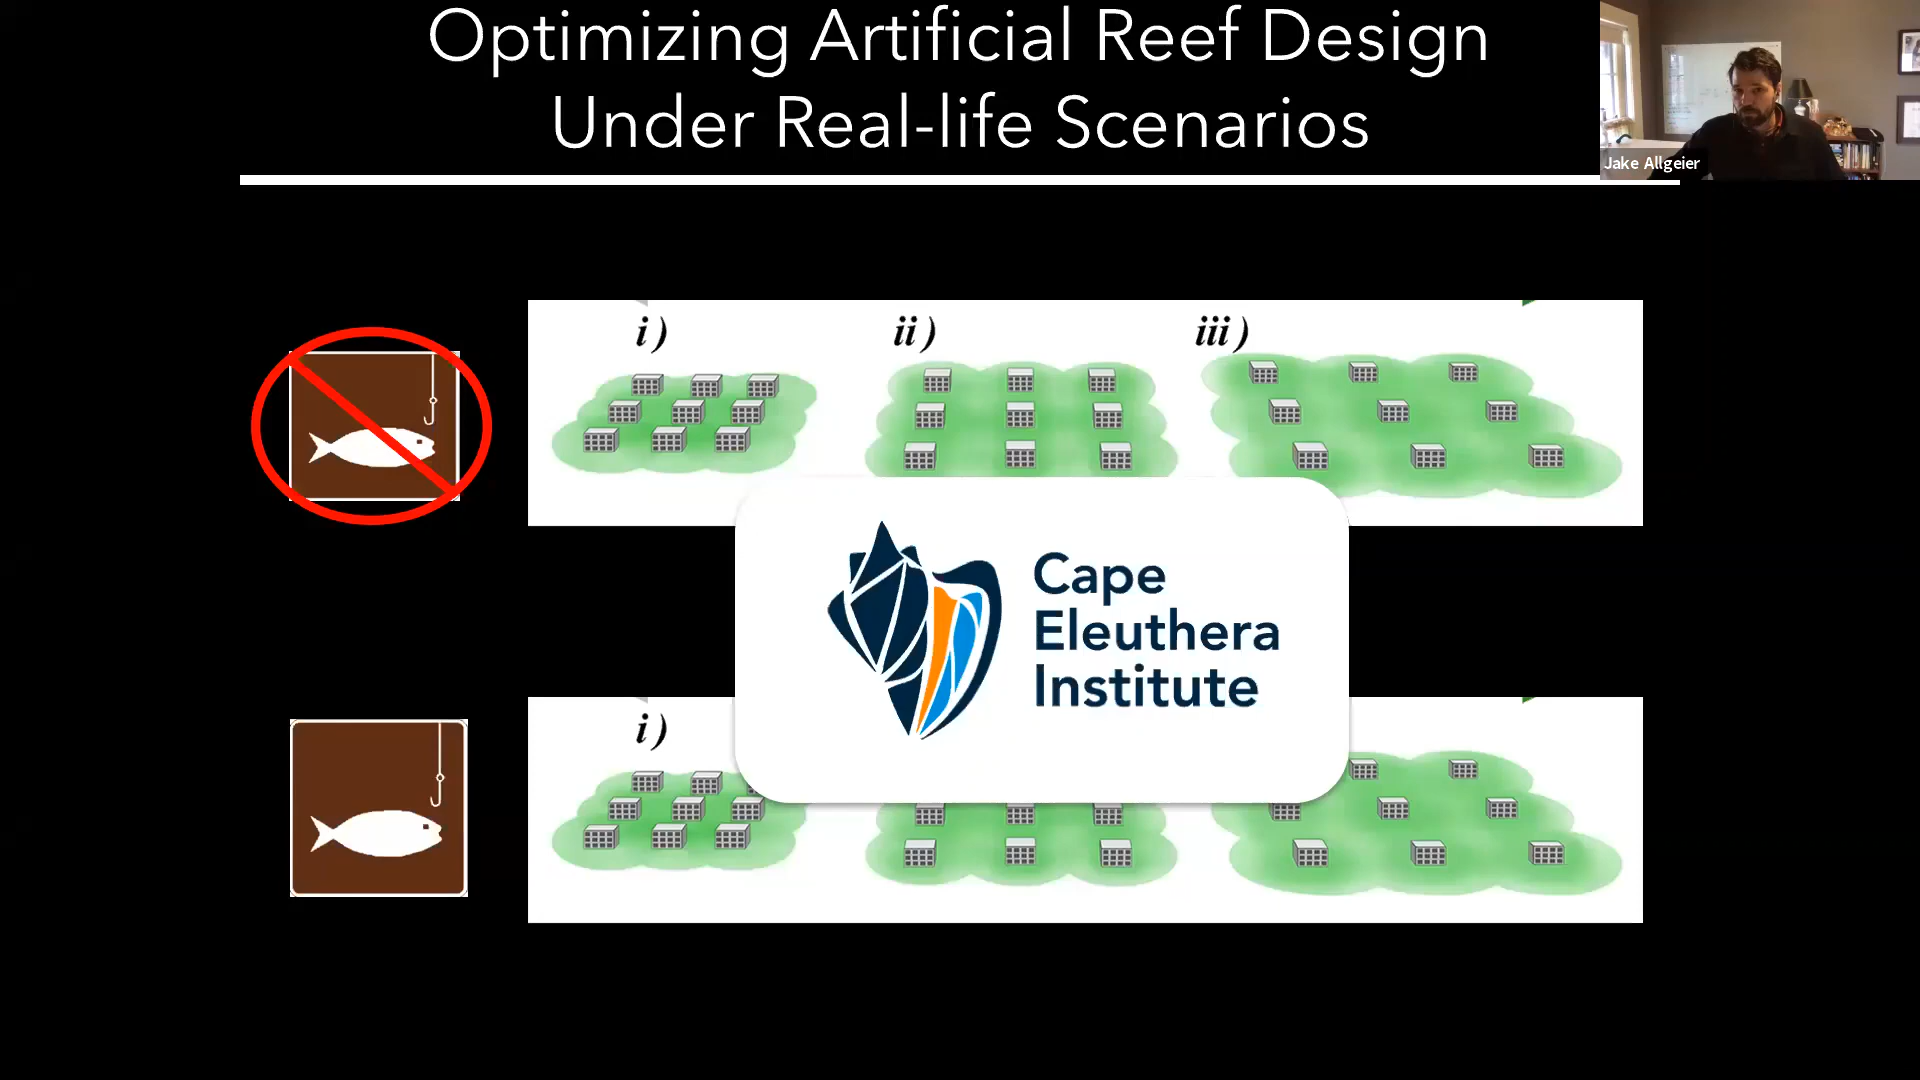 Optimizing Artificial Reef Design
Under Real-life Scenarios
Jake Allgeier
i)
ii)
iii)
Cape
Eleuthera
Institute
i)